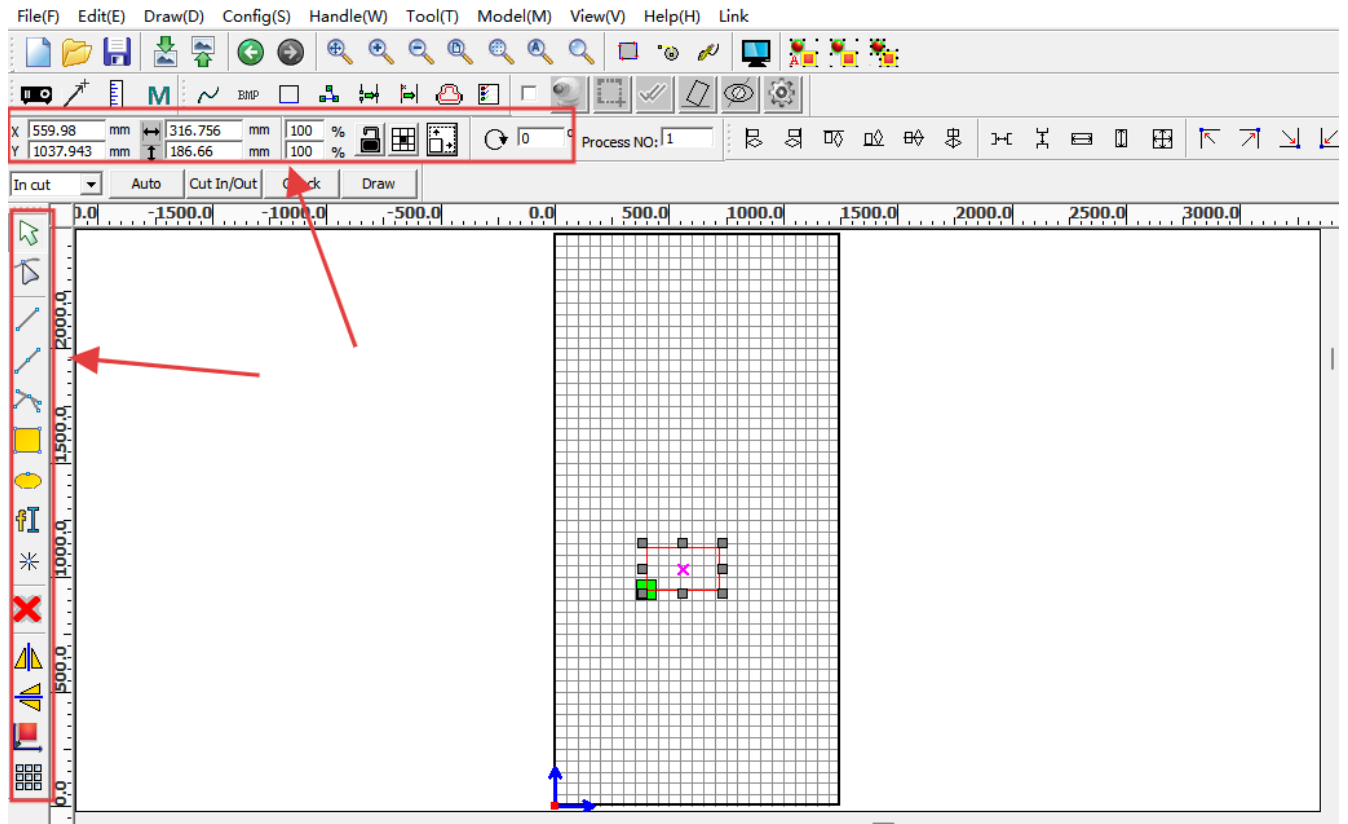 File(F) Edit(E) Draw(D) Config(S) Handle(W) Tool(T) Model(M) View(V) Help(H) Link
A
M BMP
X 559.98 mm 316.756 mm 100 % 0 ° Process NO: 1
Y 1037.943 mm 186.66 mm 100 %
In cut Auto Cut In/Out Draw
0.0 -1500.0 -1000.0 -500.0 0.0 500.0 1000.0 1500.0 2000.0 2500.0 3000.0
2000.0
1500.0
1000.0
500.0
0.0